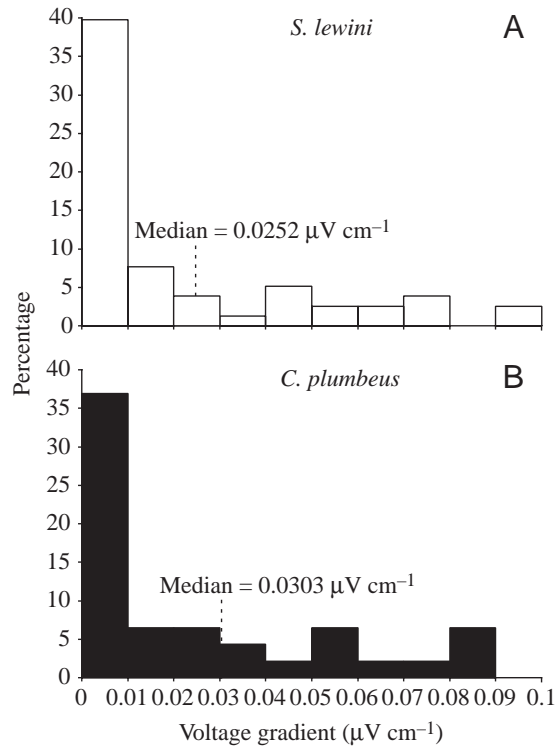 S. lewini
A
40
35
30
25
20
15
10
5
0
Median = 0.0252 µV cm–1
Percentage
C. plumbeus
B
40
35
30
25
20
15
10
5
0
Median = 0.0303 µV cm–1
0 0.01 0.02 0.03 0.04 0.05 0.06 0.07 0.08 0.09 0.1
Voltage gradient (µV cm–1)